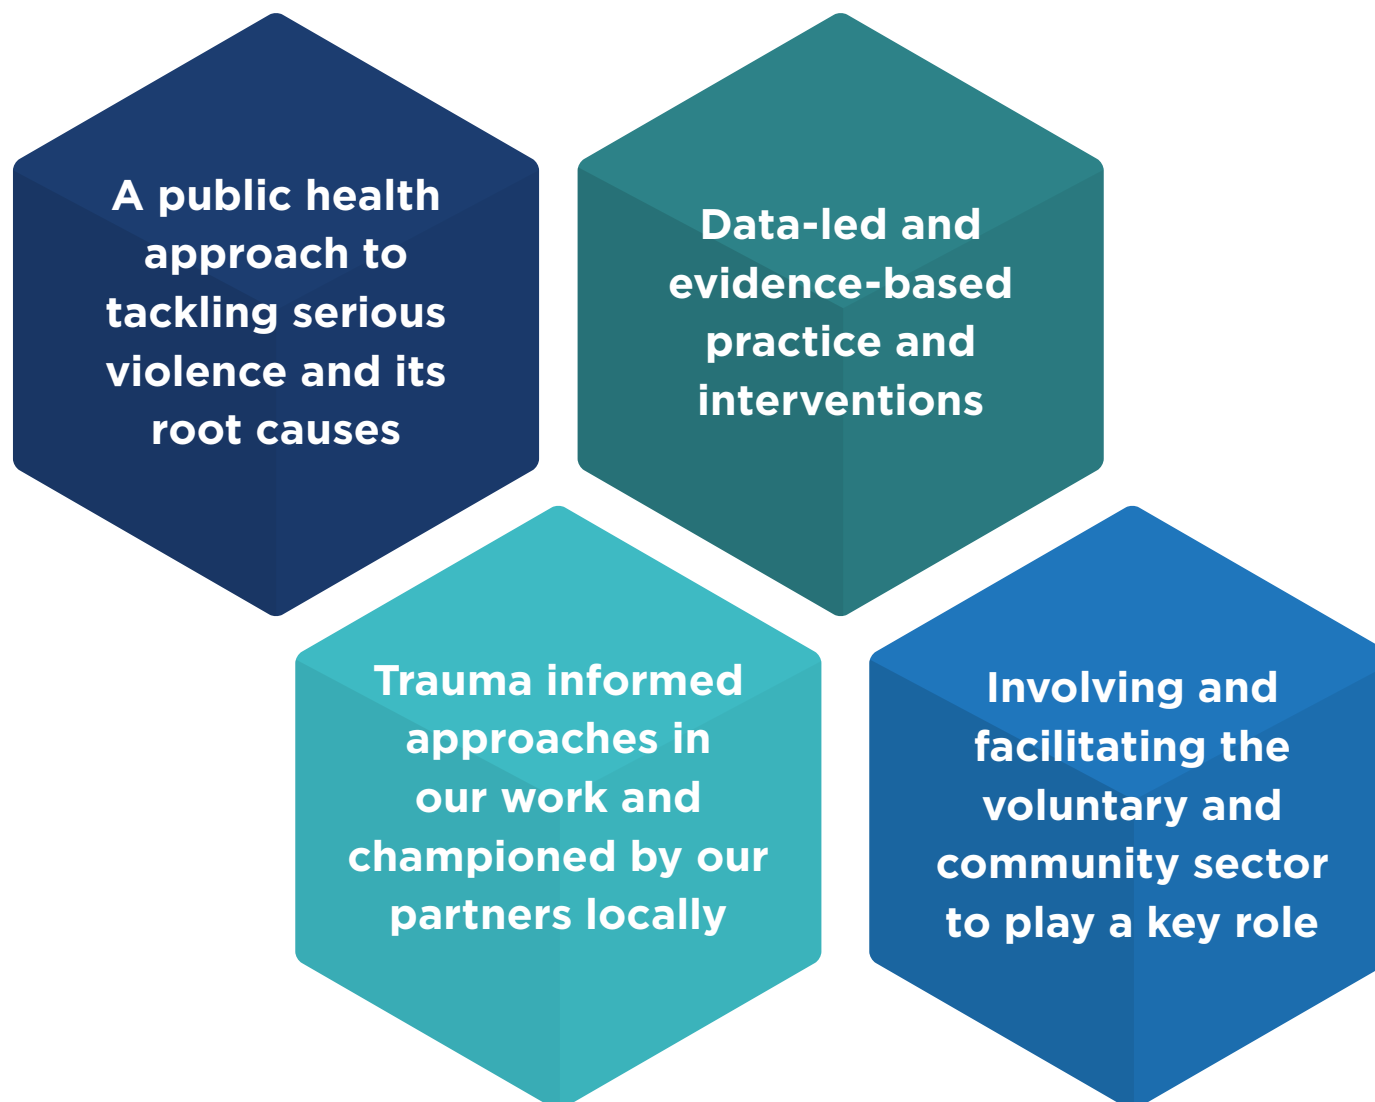 A public health
approach to
tackling serious
violence and its
root causes
Data-led and
evidence-based
practice and
interventions
Trauma informed
approaches in
our work and
championed by our
partners locally
Involving and
facilitating the
voluntary and
community sector
to play a key role